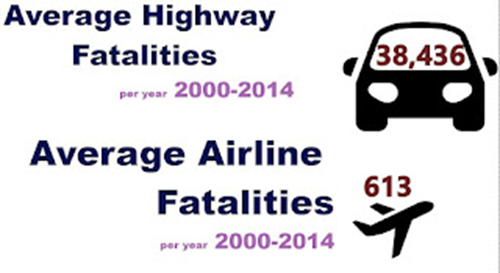 Average Highway
Fatalities
per year 2000-2014
38,436
Average Airline
Fatalities
per year 2000-2014
613